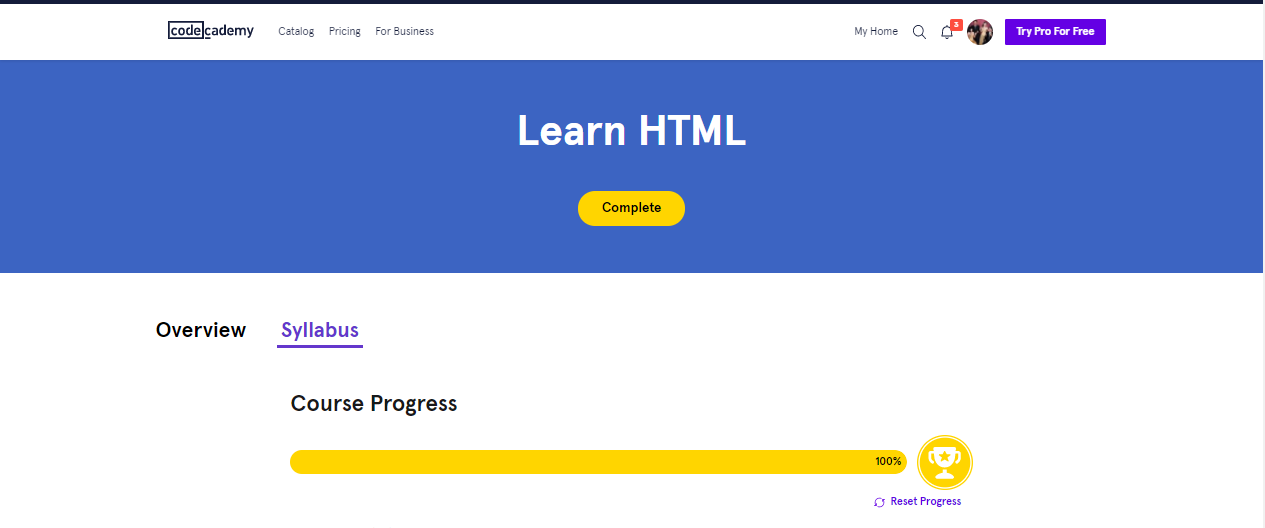 codecademy Catalog Pricing For Business My Home 3 Try Pro For Free
Learn HTML
Complete
Overview Syllabus
Course Progress
100%
Reset Progress